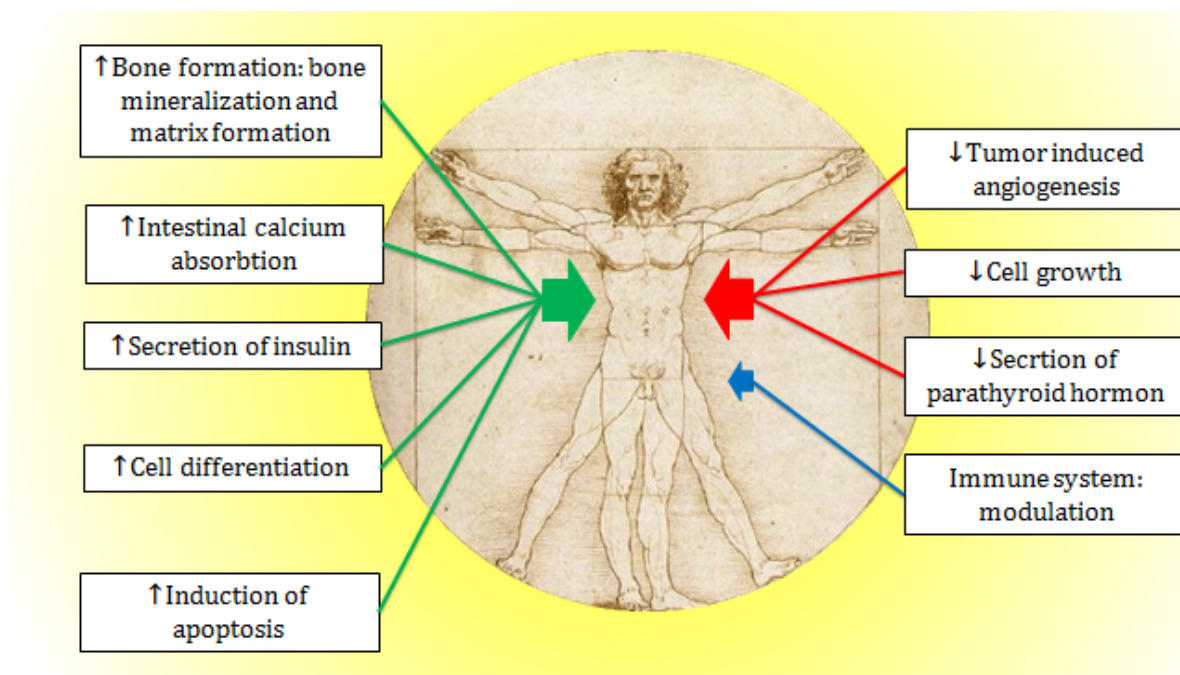 ↑Bone formation: bone
mineralization and
matrix formation
↑Intestinal calcium
absorbtion
↑Secretion of insulin
↑Cell differentiation
↑Induction of
apoptosis
↓Tumor induced
angiogenesis
↓Cell growth
↓Secrtion of
parathyroid hormon
Immune system:
modulation